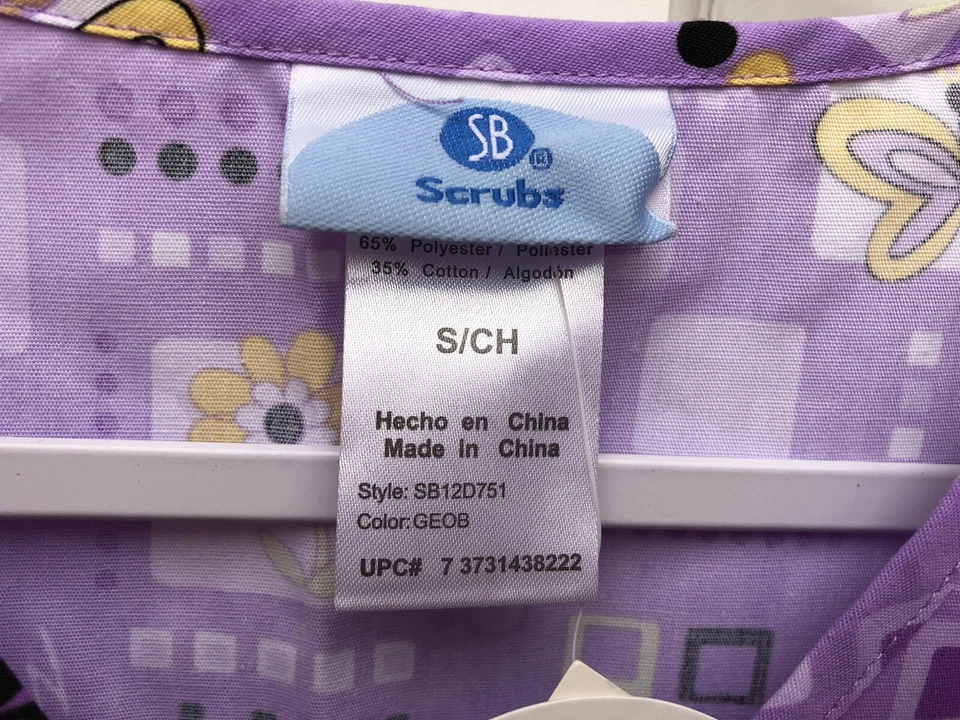 SB ®
Scrubs
65% Polyester / Poliester
35% Cotton / Algodón
S/CH
Hecho en China
Made in China
Style: SB12D751
Color: GEOB
UPC# 7 3731438222